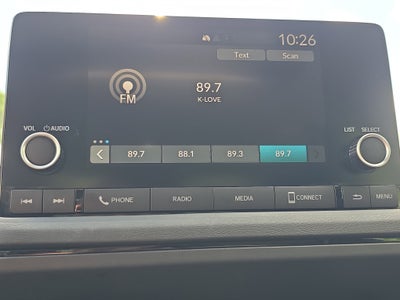 10:26
Text Scan
FM
89.7
K-LOVE
VOL AUDIO
LIST SELECT
89.7 88.1 89.3 89.7
PHONE RADIO MEDIA CONNECT MENU